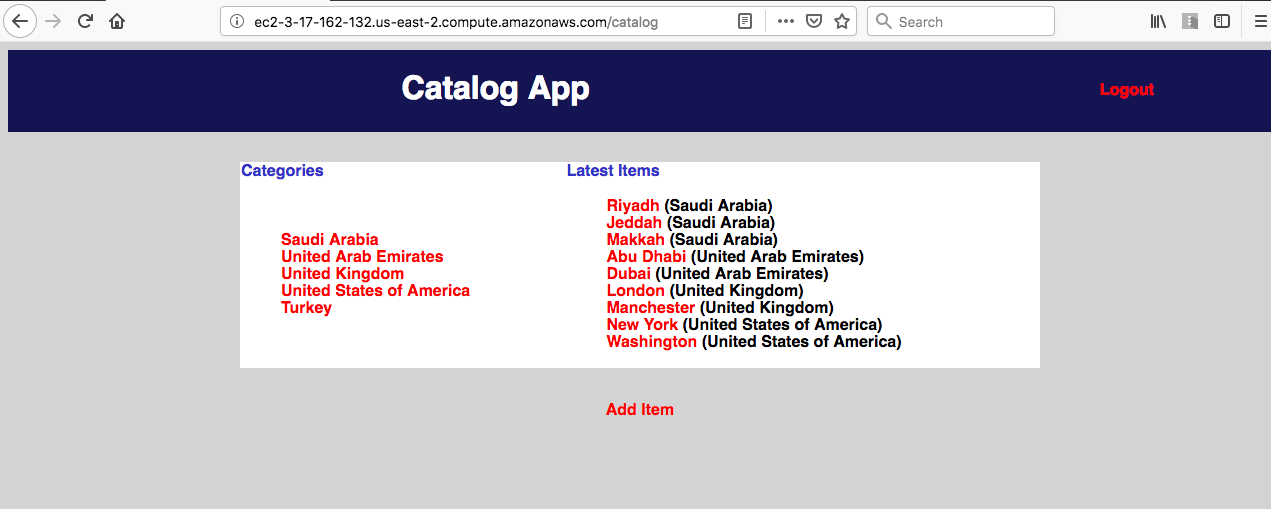 ec2-3-17-162-132.us-east-2.compute.amazonaws.com/catalog
Search
Catalog App
Logout
Categories
Saudi Arabia
United Arab Emirates
United Kingdom
United States of America
Turkey
Latest Items
Riyadh (Saudi Arabia)
Jeddah (Saudi Arabia)
Makkah (Saudi Arabia)
Abu Dhabi (United Arab Emirates)
Dubai (United Arab Emirates)
London (United Kingdom)
Manchester (United Kingdom)
New York (United States of America)
Washington (United States of America)
Add Item